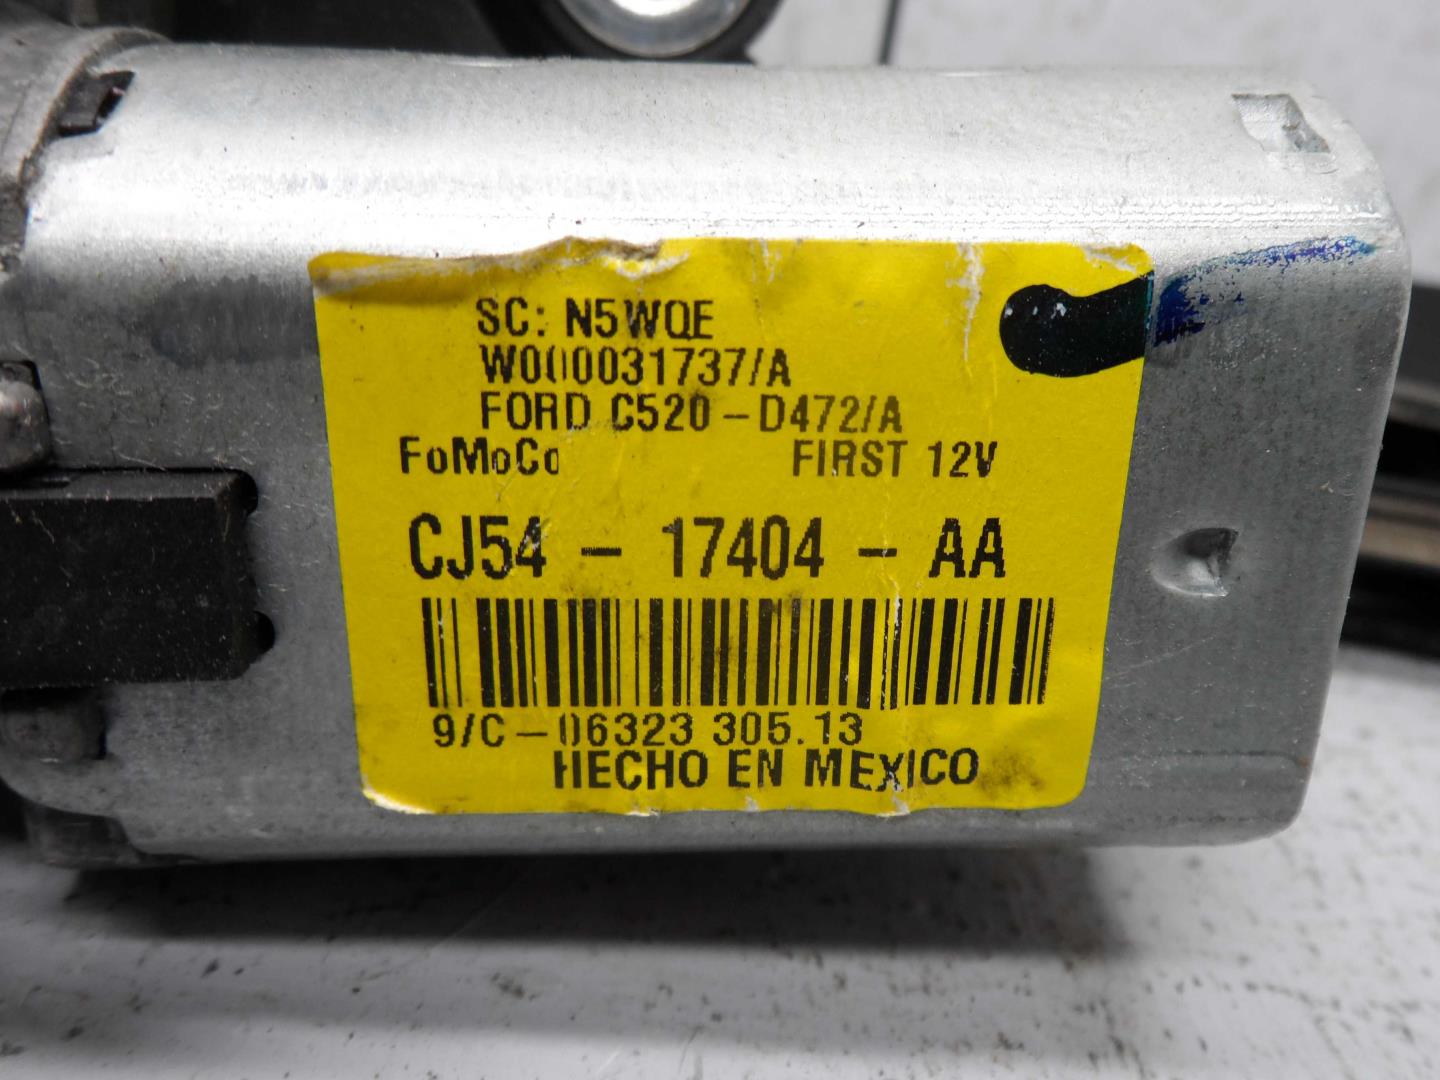 SC: N5WQE
W000031737/A
FORD C520-D472/A
FoMoCo FIRST 12V
CJ54 - 17404 - AA
9/C-06323 305.13
HECHO EN MEXICO